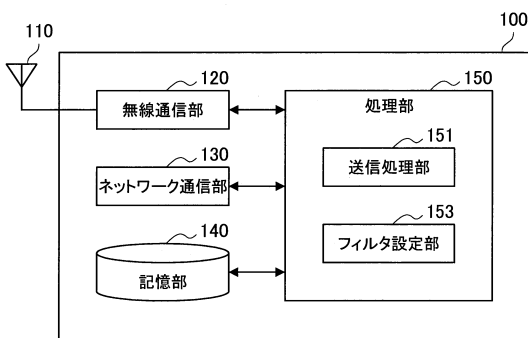 110
100
120
無線通信部
150
処理部
130
ネットワーク通信部
151
送信処理部
140
記憶部
153
フィルタ設定部